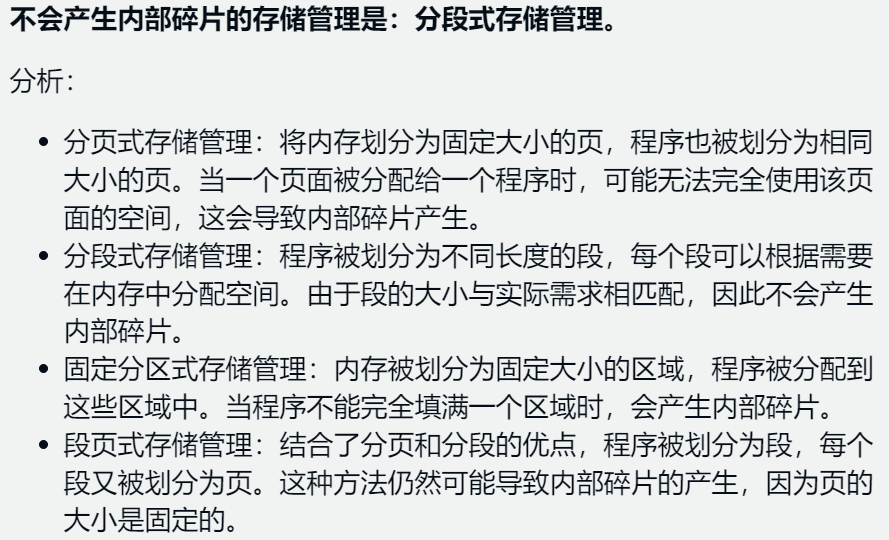 不会产生内部碎片的存储管理是：分段式存储管理。
分析：
• 分页式存储管理：将内存划分为固定大小的页，程序也被划分为相同
大小的页。当一个页面被分配给一个程序时，可能无法完全使用该页
面的空间，这会导致内部碎片产生。
• 分段式存储管理：程序被划分为不同长度的段，每个段可以根据需要
在内存中分配空间。由于段的大小与实际需求相匹配，因此不会产生
内部碎片。
• 固定分区式存储管理：内存被划分为固定大小的区域，程序被分配到
这些区域中。当程序不能完全填满一个区域时，会产生内部碎片。
• 段页式存储管理：结合了分页和分段的优点，程序被划分为段，每个
段又被划分为页。这种方法仍然可能导致内部碎片的产生，因为页的
大小是固定的。